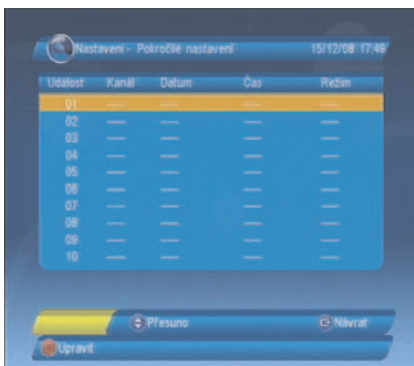 Nastavení - Pokročilé nastavení 15/12/08 17:49
Událost Kanál Datum Čas Režim
01 ---- ---- ---- ----
02 ---- ---- ---- ----
03 ---- ---- ---- ----
04 ---- ---- ---- ----
05 ---- ---- ---- ----
06 ---- ---- ---- ----
07 ---- ---- ---- ----
08 ---- ---- ---- ----
09 ---- ---- ---- ----
10 ---- ---- ---- ----
Přesuno Návrat
Upravit